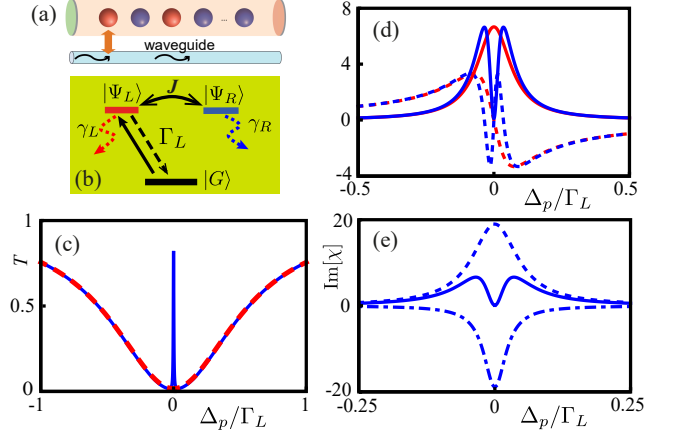 (a)
...
waveguide
J
|Ψ_L⟩
|Ψ_R⟩
γ_L
Γ_L
γ_R
(b)
|G⟩
(c)
T
1
0.5
0
-1
0
1
Δ_p/Γ_L
(d)
8
4
0
-4
-0.5
0
0.5
Δ_p/Γ_L
(e)
Im[χ]
20
0
-20
-0.25
0
0.25
Δ_p/Γ_L